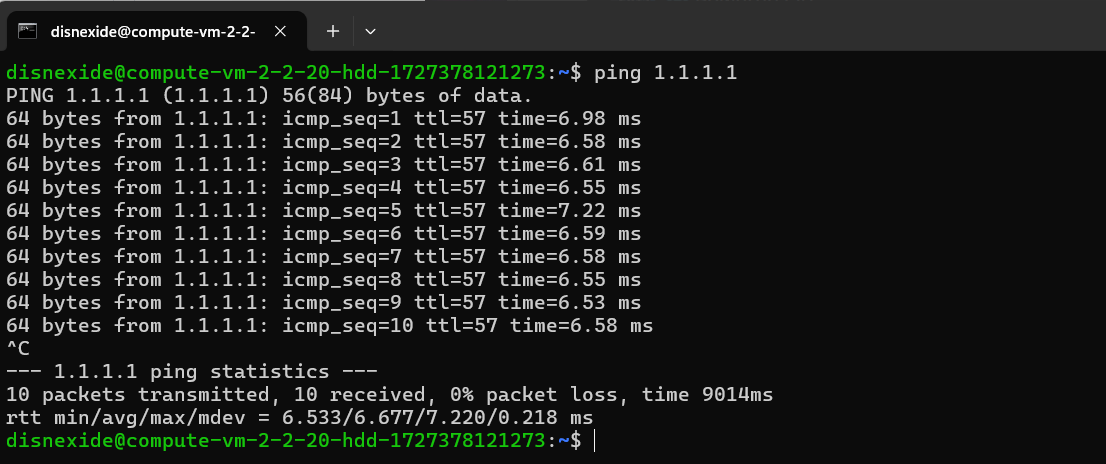 disnexide@compute-vm-2-2-
disnexide@compute-vm-2-2-20-hdd-1727378121273:~$ ping 1.1.1.1
PING 1.1.1.1 (1.1.1.1) 56(84) bytes of data.
64 bytes from 1.1.1.1: icmp_seq=1 ttl=57 time=6.98 ms
64 bytes from 1.1.1.1: icmp_seq=2 ttl=57 time=6.58 ms
64 bytes from 1.1.1.1: icmp_seq=3 ttl=57 time=6.61 ms
64 bytes from 1.1.1.1: icmp_seq=4 ttl=57 time=6.55 ms
64 bytes from 1.1.1.1: icmp_seq=5 ttl=57 time=7.22 ms
64 bytes from 1.1.1.1: icmp_seq=6 ttl=57 time=6.59 ms
64 bytes from 1.1.1.1: icmp_seq=7 ttl=57 time=6.58 ms
64 bytes from 1.1.1.1: icmp_seq=8 ttl=57 time=6.55 ms
64 bytes from 1.1.1.1: icmp_seq=9 ttl=57 time=6.53 ms
64 bytes from 1.1.1.1: icmp_seq=10 ttl=57 time=6.58 ms
^C
--- 1.1.1.1 ping statistics ---
10 packets transmitted, 10 received, 0% packet loss, time 9014ms
rtt min/avg/max/mdev = 6.533/6.677/7.220/0.218 ms
disnexide@compute-vm-2-2-20-hdd-1727378121273:~$